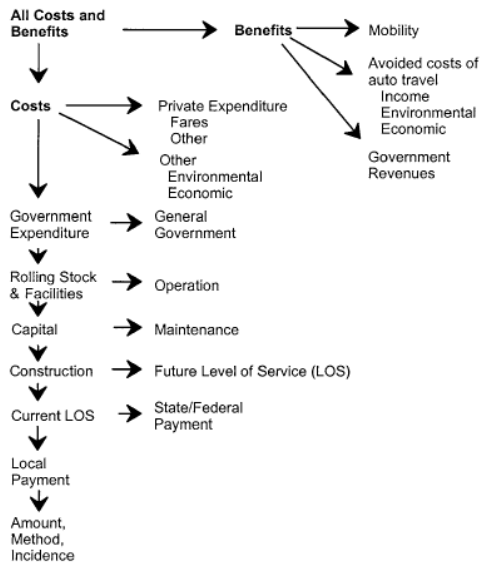 All Costs and
Benefits
Benefits
Mobility
Avoided costs of
auto travel
Income
Environmental
Economic
Government
Revenues
Costs
Private Expenditure
Fares
Other
Other
Environmental
Economic
Government
Expenditure
General
Government
Rolling Stock
& Facilities
Operation
Capital
Maintenance
Construction
Future Level of Service (LOS)
Current LOS
State/Federal
Payment
Local
Payment
Amount,
Method,
Incidence